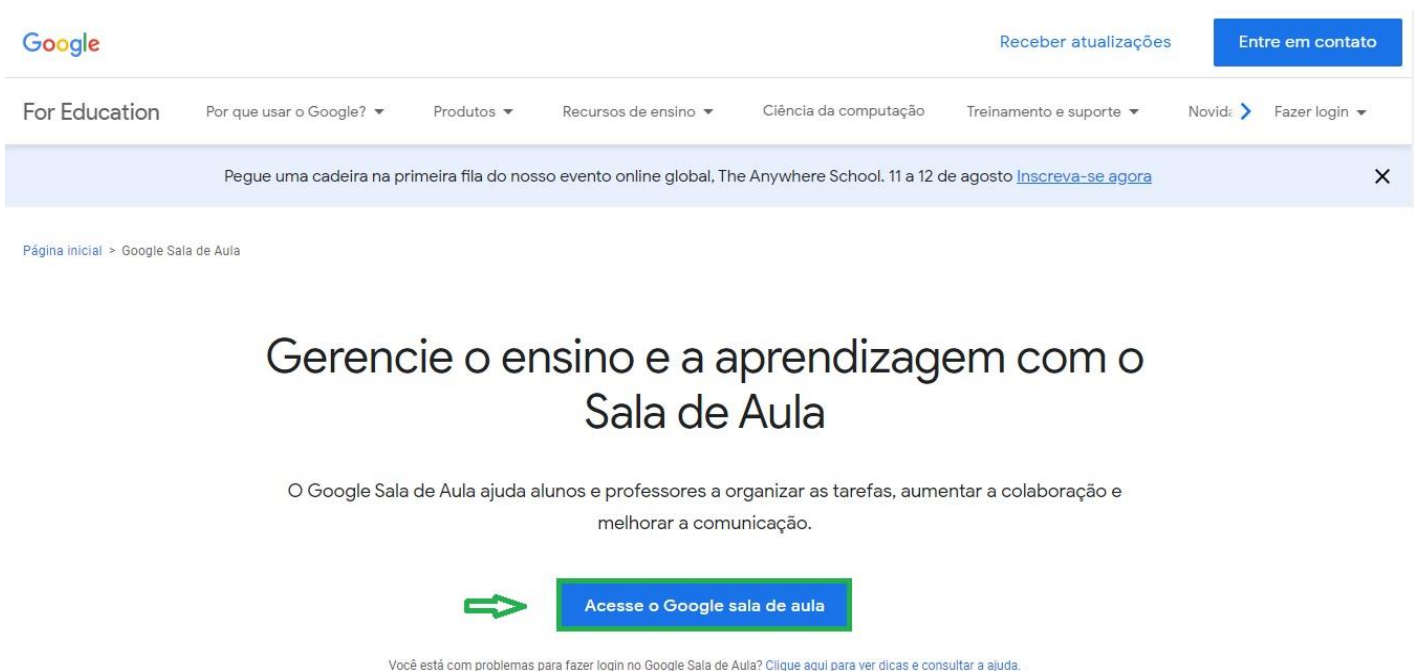 Google
Receber atualizações
Entre em contato
For Education
Por que usar o Google?
Produtos
Recursos de ensino
Ciência da computação
Treinamento e suporte
Fazer login
Pegue uma cadeira na primeira fila do nosso evento online global, The Anywhere School. 11 a 12 de agosto Inscreva-se agora
Página inicial > Google Sala de Aula
Gerencie o ensino e a aprendizagem com o
Sala de Aula
O Google Sala de Aula ajuda alunos e professores a organizar as tarefas, aumentar a colaboração e
melhorar a comunicação.
Acesse o Google sala de aula
Você está com problemas para fazer login no Google Sala de Aula? Clique aqui para ver dicas e consultar a ajuda.